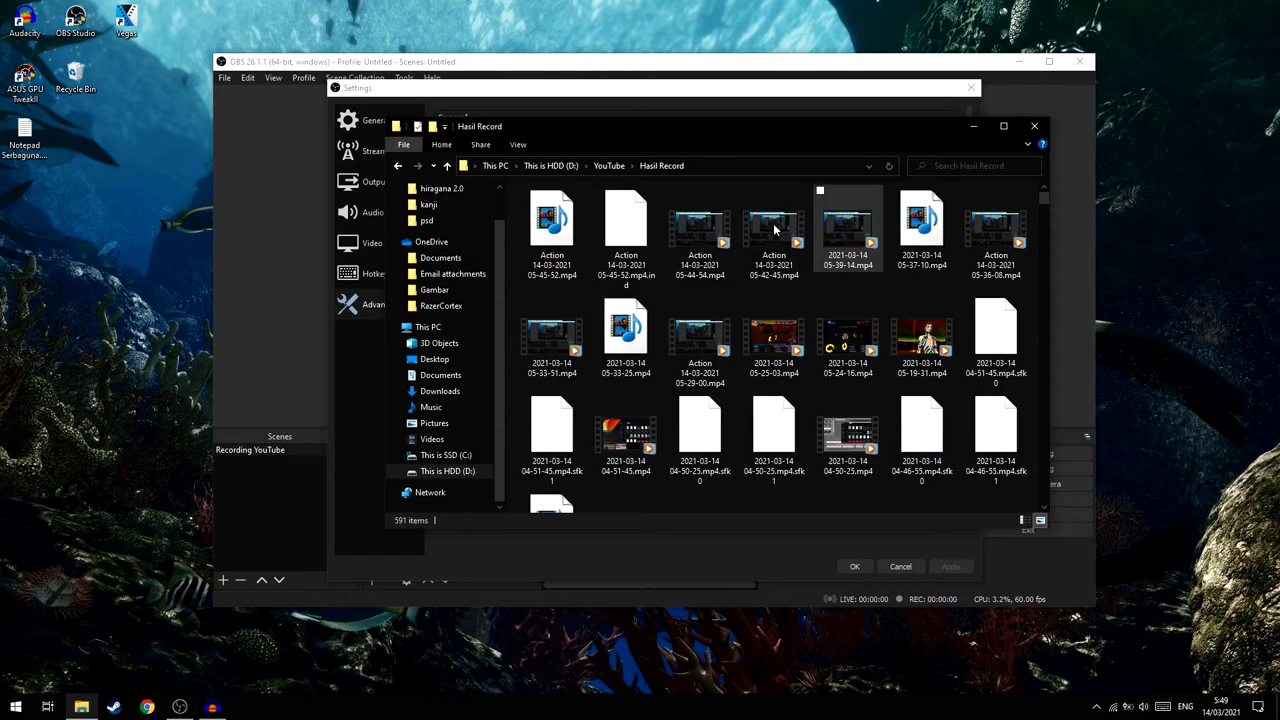 Audacity
OBS Studio
Vegas
ASUS GPU
TweakII
Recycle Bin
Notepad
Serbaguna....
OBS 26.1.1 (64-bit, windows) - Profile: Untitled - Scenes: Untitled
File Edit View Profile Scene Collection Tools Help
Settings
Genera
Stream
Outpu
Audio
Video
Hotke
Advan
Hasil Record
File Home Share View
This PC > This is HDD (D:) > YouTube > Hasil Record
Search Hasil Record
hiragana 2.0
kanji
psd
OneDrive
Documents
Email attachments
Gambar
RazerCortex
This PC
3D Objects
Desktop
Documents
Downloads
Music
Pictures
Videos
This is SSD (C:)
This is HDD (D:)
Network
Action
14-03-2021
05-45-52.mp4
Action
14-03-2021
05-45-52.mp4.in
d
Action
14-03-2021
05-44-54.mp4
Action
14-03-2021
05-42-45.mp4
2021-03-14
05-39-14.mp4
2021-03-14
05-37-10.mp4
Action
14-03-2021
05-36-08.mp4
2021-03-14
05-33-51.mp4
2021-03-14
05-33-25.mp4
Action
14-03-2021
05-29-00.mp4
2021-03-14
05-25-03.mp4
2021-03-14
05-24-16.mp4
2021-03-14
05-19-31.mp4
2021-03-14
04-51-45.mp4.sfk
0
2021-03-14
04-51-45.mp4.sfk
1
2021-03-14
04-51-45.mp4
2021-03-14
04-50-25.mp4.sfk
0
2021-03-14
04-50-25.mp4.sfk
1
2021-03-14
04-50-25.mp4
2021-03-14
04-46-55.mp4.sfk
0
2021-03-14
04-46-55.mp4.sfk
1
591 items
Scenes
Recording YouTube
Exit
OK Cancel Apply
LIVE: 00:00:00 REC: 00:00:00 CPU: 3.2%, 60.00 fps
ENG
5:49
14/03/2021